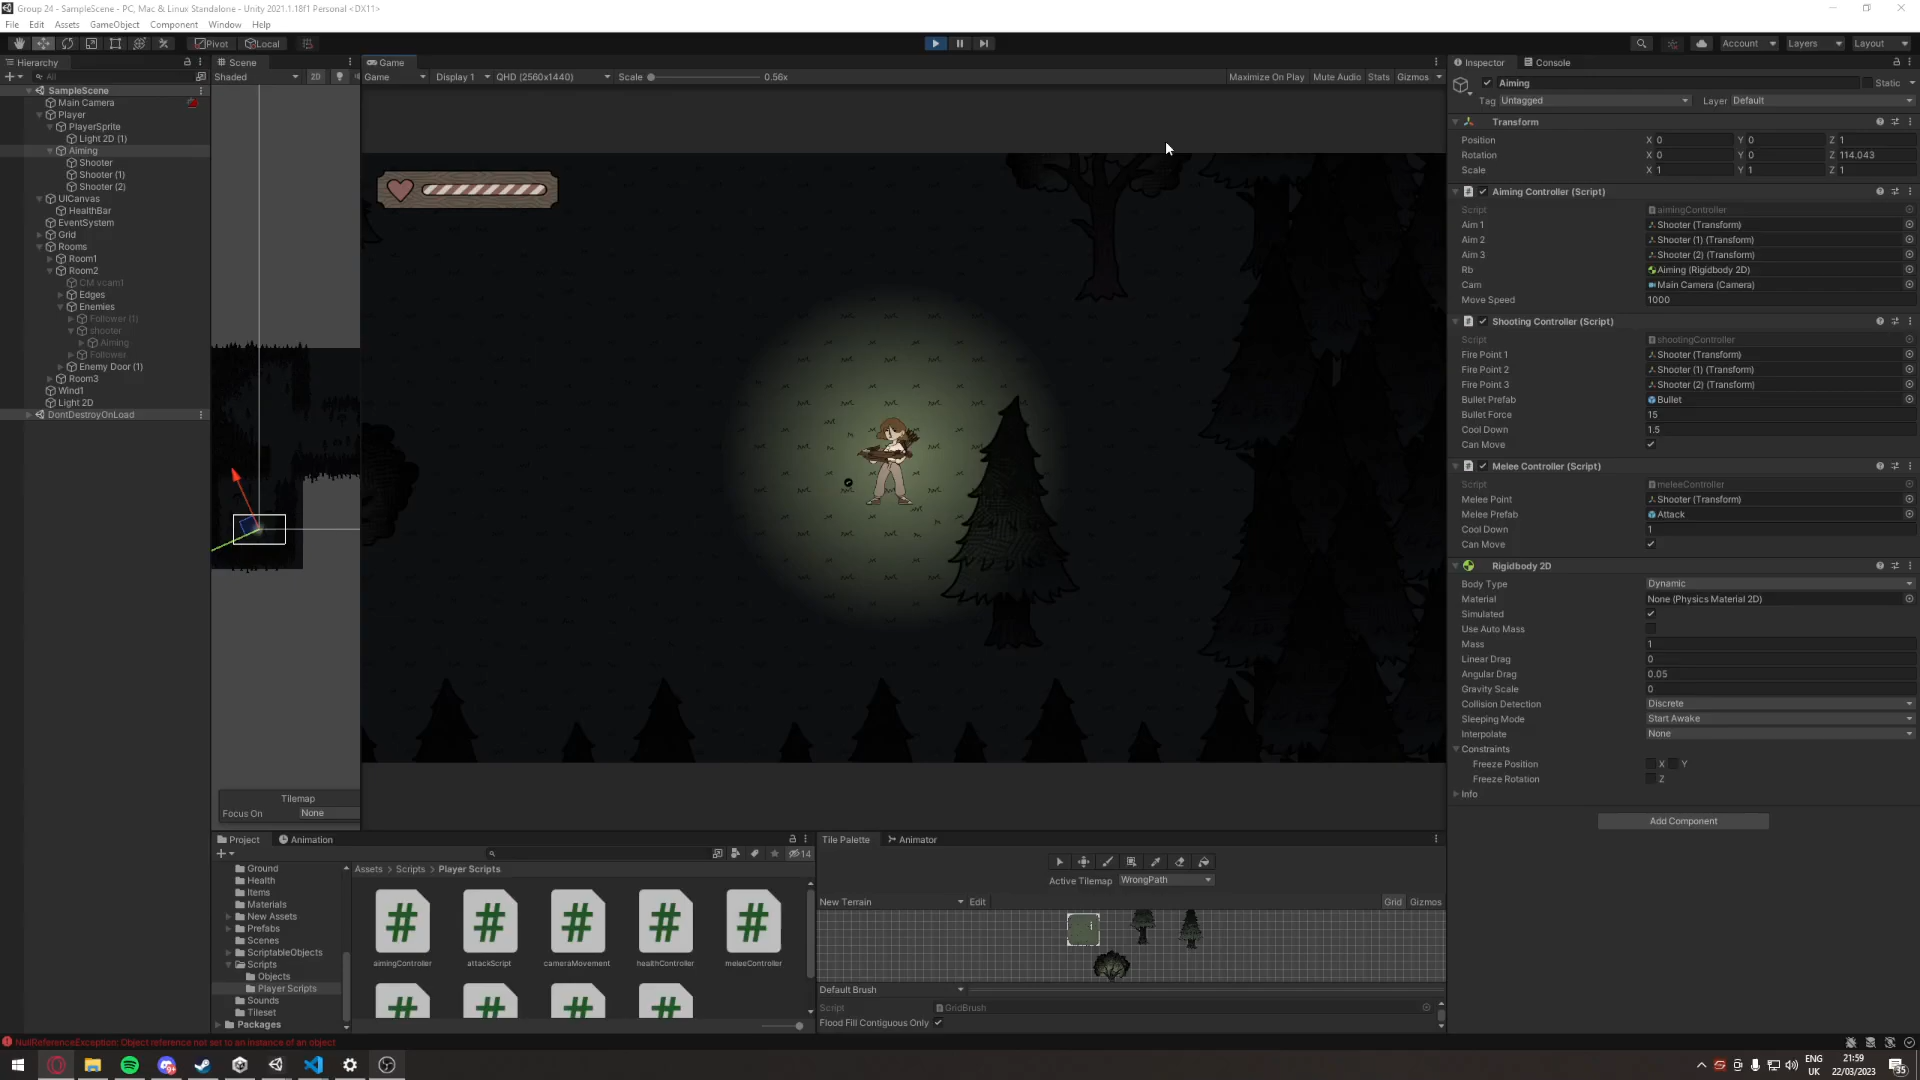 Group 24 - SampleScene - PC, Mac & Linux Standalone - Unity 2021.1.18f1 Personal <DX11>
File Edit Assets GameObject Component Window Help
Pivot Local
Account Layers Layout
Hierarchy
All
SampleScene
Main Camera
Player
PlayerSprite
Light 2D (1)
Aiming
Shooter
Shooter (1)
Shooter (2)
UICanvas
HealthBar
EventSystem
Grid
Rooms
Room1
Room2
CM vcam1
Edges
Enemies
Follower (1)
shooter
Aiming
Follower
Enemy Door (1)
Room3
Wind1
Light 2D
DontDestroyOnLoad
Scene
Shaded 2D
Tilemap
Focus On None
Game
Game Display 1 QHD (2560x1440) Scale 0.56x Maximize On Play Mute Audio Stats Gizmos
Inspector Console
Aiming Static
Tag Untagged Layer Default
Transform
Position X 0 Y 0 Z 1
Rotation X 0 Y 0 Z 114.043
Scale X 1 Y 1 Z 1
Aiming Controller (Script)
Script aimingController
Aim 1 Shooter (Transform)
Aim 2 Shooter (1) (Transform)
Aim 3 Shooter (2) (Transform)
Rb Aiming (Rigidbody 2D)
Cam Main Camera (Camera)
Move Speed 1000
Shooting Controller (Script)
Script shootingController
Fire Point 1 Shooter (Transform)
Fire Point 2 Shooter (1) (Transform)
Fire Point 3 Shooter (2) (Transform)
Bullet Prefab Bullet
Bullet Force 15
Cool Down 1.5
Can Move
Melee Controller (Script)
Script meleeController
Melee Point Shooter (Transform)
Melee Prefab Attack
Cool Down 1
Can Move
Rigidbody 2D
Body Type Dynamic
Material None (Physics Material 2D)
Simulated
Use Auto Mass
Mass 1
Linear Drag 0
Angular Drag 0.05
Gravity Scale 0
Collision Detection Discrete
Sleeping Mode Start Awake
Interpolate None
Constraints
Freeze Position X Y
Freeze Rotation Z
Info
Add Component
Project Animation
14
Ground
Health
Items
Materials
New Assets
Prefabs
Scenes
ScriptableObjects
Scripts
Objects
Player Scripts
Sounds
Tileset
Packages
Assets > Scripts > Player Scripts
aimingController attackScript cameraMovement healthController meleeController
Tile Palette Animator
Active Tilemap WrongPath
New Terrain Edit Grid Gizmos
Default Brush
Script GridBrush
Flood Fill Contiguous Only
NullReferenceException: Object reference not set to an instance of an object
ENG
UK
21:59
22/03/2023
35